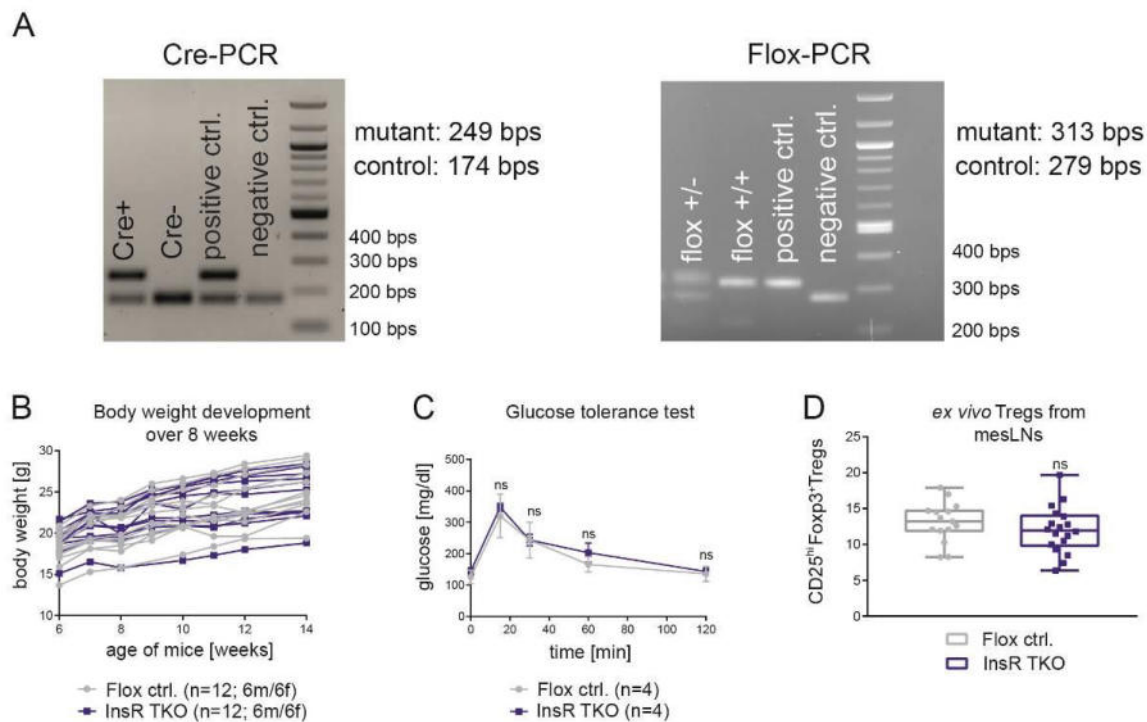 A
Cre-PCR
Cre+
Cre-
positive ctrl.
negative ctrl.
mutant: 249 bps
control: 174 bps
400 bps
300 bps
200 bps
100 bps
Flox-PCR
flox +/-
flox +/+
positive ctrl.
negative ctrl.
mutant: 313 bps
control: 279 bps
400 bps
300 bps
200 bps
B
Body weight development
over 8 weeks
body weight [g]
30
25
20
15
10
6 8 10 12 14
age of mice [weeks]
Flox ctrl. (n=12; 6m/6f)
InsR TKO (n=12; 6m/6f)
C
Glucose tolerance test
glucose [mg/dl]
500
400
300
200
100
0
ns
ns
ns
ns
0 20 40 60 80 100 120
time [min]
Flox ctrl. (n=4)
InsR TKO (n=4)
D
ex vivo Tregs from
mesLNs
CD25hi Foxp3+Tregs
25
20
15
10
5
0
ns
Flox ctrl.
InsR TKO